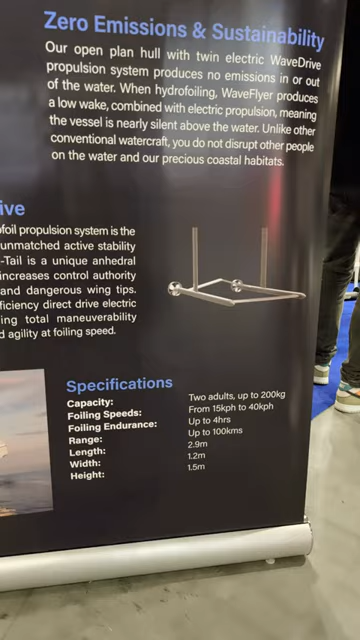 Zero Emissions & Sustainability
Our open plan hull with twin electric WaveDrive
propulsion system produces no emissions in or out
of the water. When hydrofoiling, WaveFlyer produces
a low wake, combined with electric propulsion, meaning
the vessel is nearly silent above the water. Unlike other
conventional watercraft, you do not disrupt other people
on the water and our precious coastal habitats.
ive
foil propulsion system is the
unmatched active stability
-Tail is a unique anhedral
increases control authority
and dangerous wing tips.
ficiency direct drive electric
ing total maneuverability
d agility at foiling speed.
Specifications
Capacity: Two adults, up to 200kg
Foiling Speeds: From 15kph to 40kph
Foiling Endurance: Up to 4hrs
Range: Up to 100kms
Length: 2.9m
Width: 1.2m
Height: 1.5m